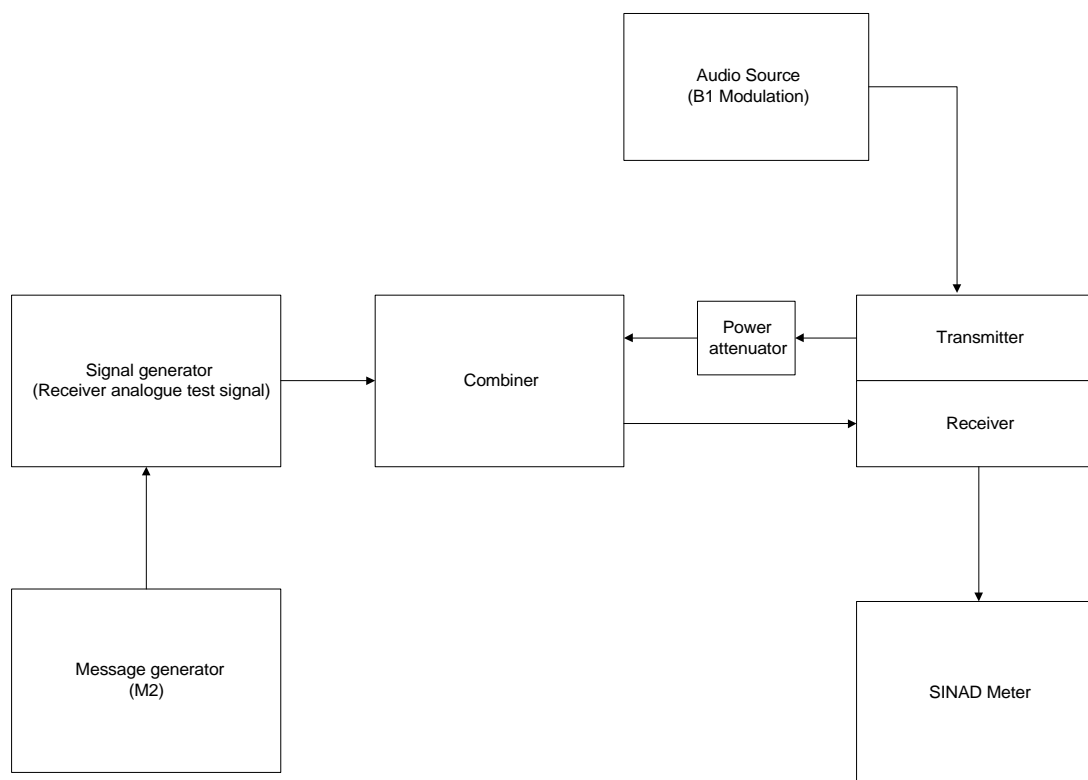 Audio Source
(B1 Modulation)
Signal generator
(Receiver analogue test signal)
Combiner
Power
attenuator
Transmitter
Receiver
Message generator
(M2)
SINAD Meter